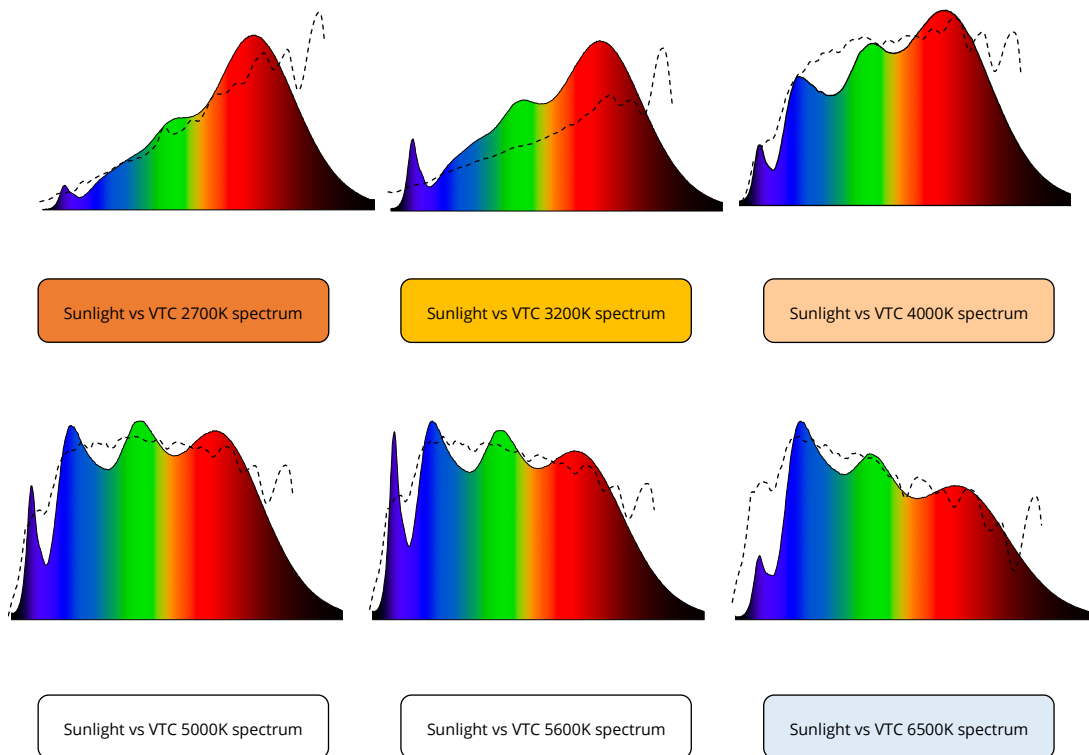 Sunlight vs VTC 2700K spectrum
Sunlight vs VTC 3200K spectrum
Sunlight vs VTC 4000K spectrum
Sunlight vs VTC 5000K spectrum
Sunlight vs VTC 5600K spectrum
Sunlight vs VTC 6500K spectrum